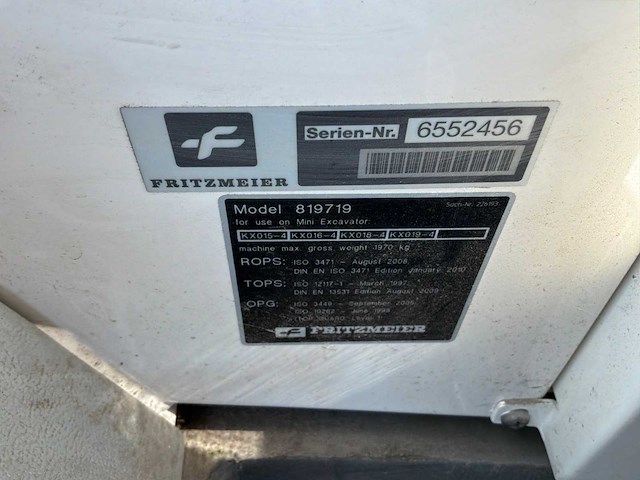 Serien-Nr. 6552456
FRITZMEIER
Model 819719
for use on Mini Excavator:
KX015-4 KX016-4 KX018-4 KX019-4
machine max. gross weight 1970 kg
ROPS: ISO 3471 - August 2008
DIN EN ISO 3471 Edition January 2010
TOPS: ISO 12117-1 - March 1997
DIN EN 13531 Edition August 2008
OPG: ISO 3449 - September 2005
ISO 10262 - June 1998
FRITZMEIER